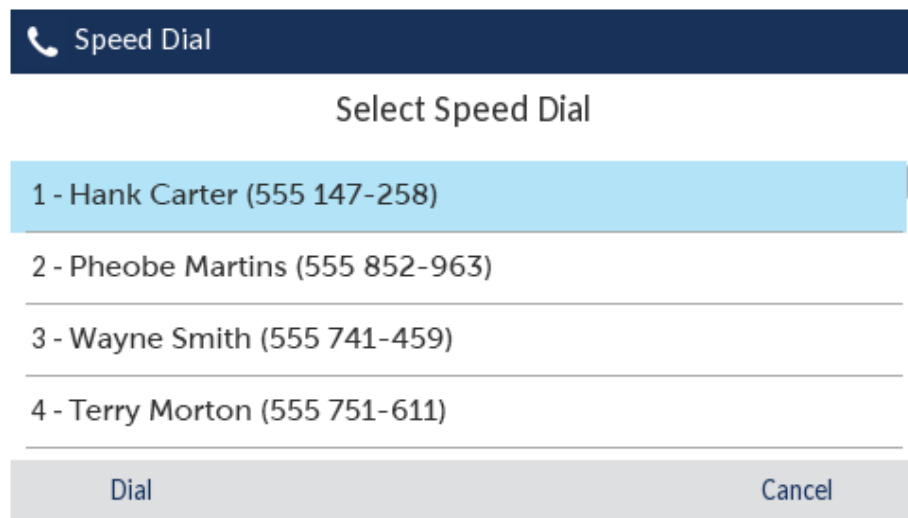 Speed Dial
Select Speed Dial
1 - Hank Carter (555 147-258)
2 - Pheobe Martins (555 852-963)
3 - Wayne Smith (555 741-459)
4 - Terry Morton (555 751-611)
Dial Cancel